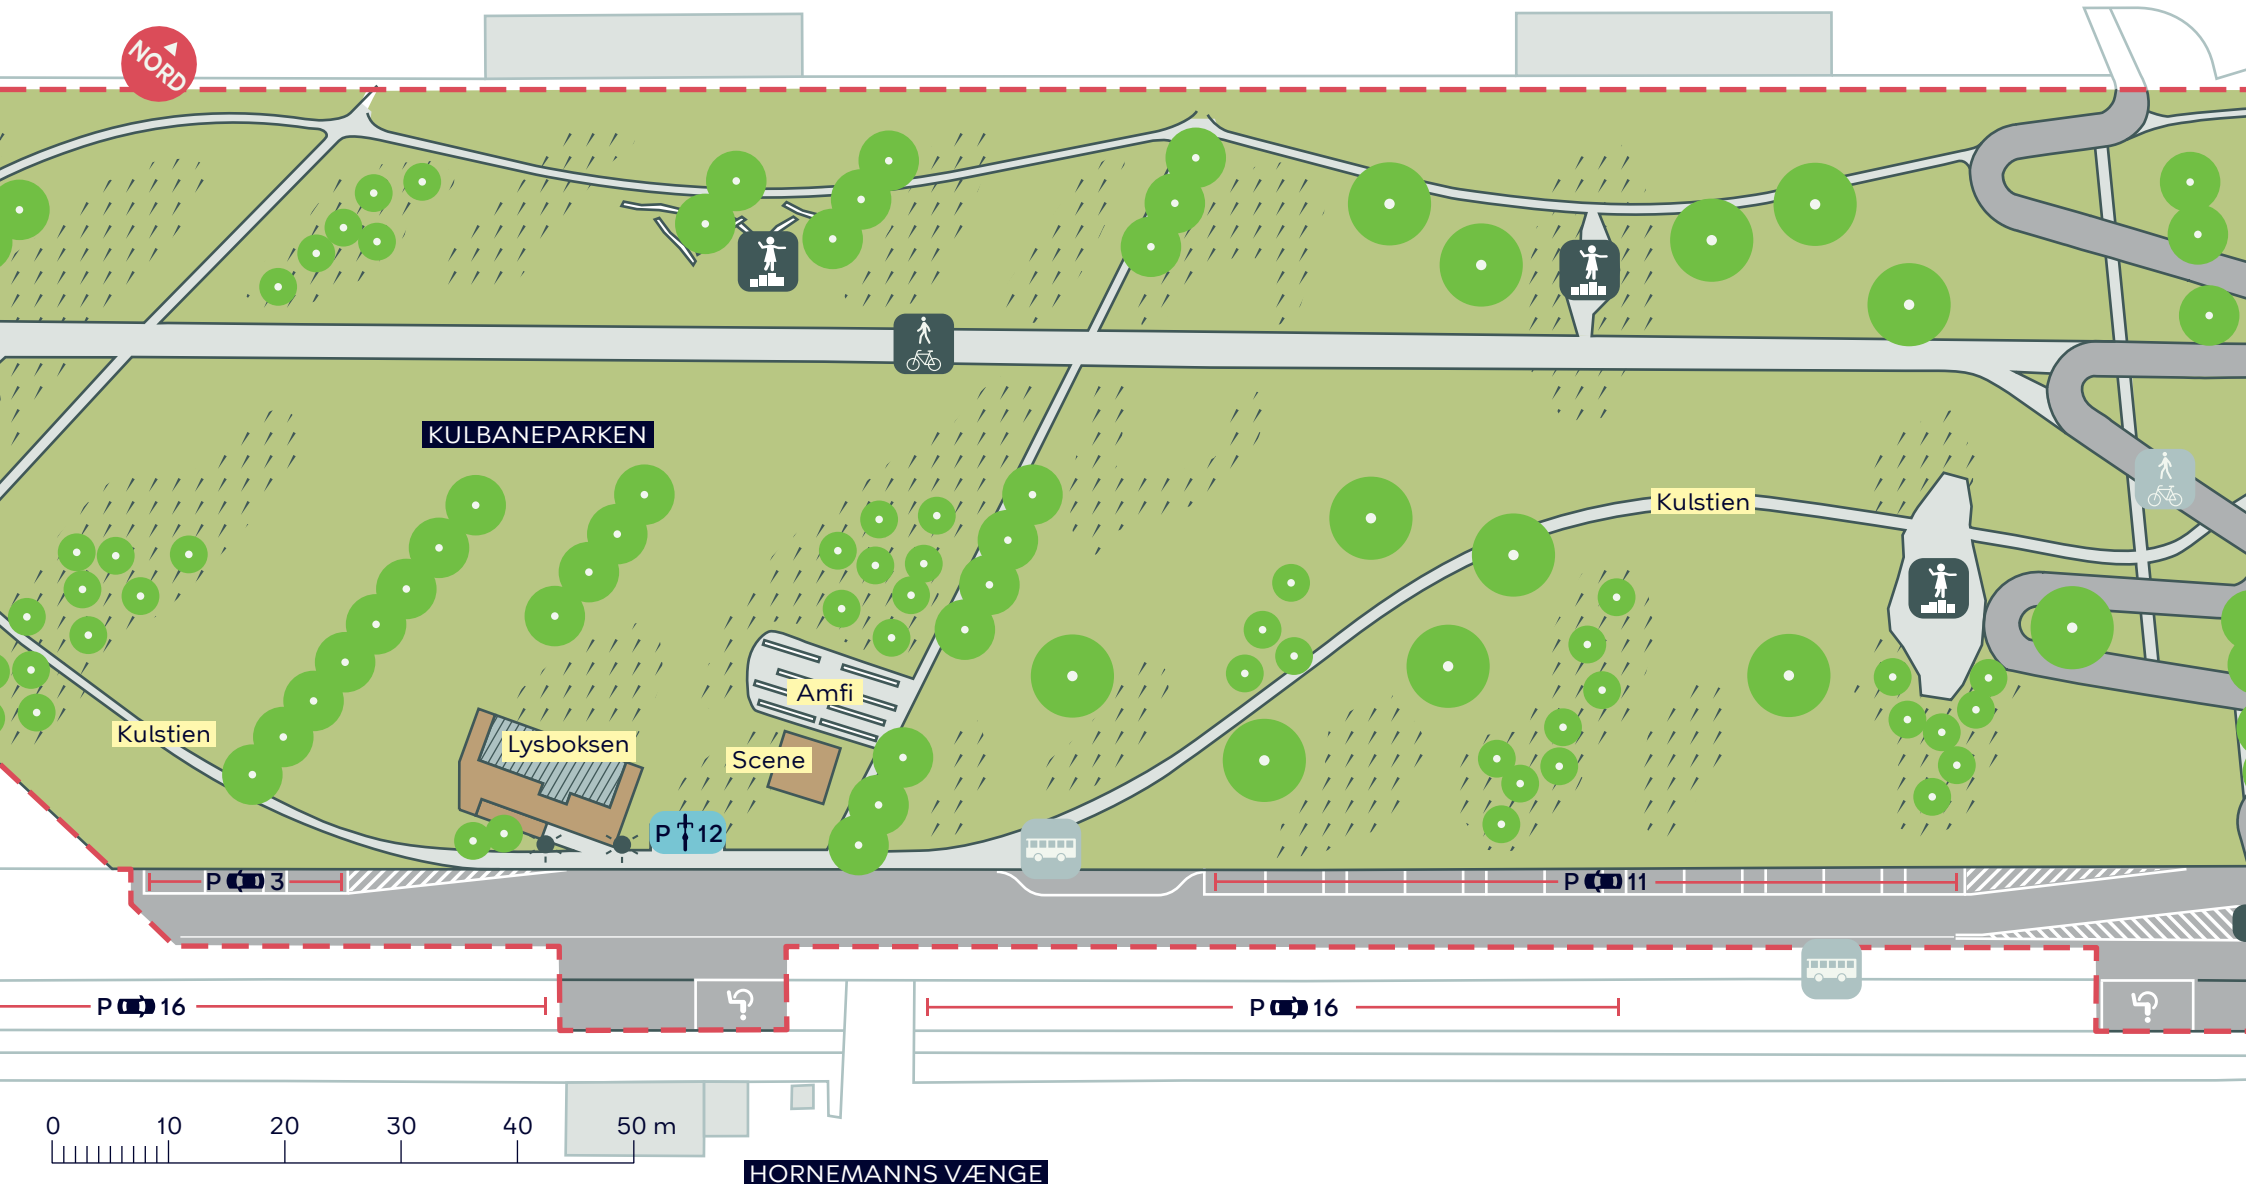 NORD
KULBANEPARKEN
Kulstien
Amfi
Kulstien
Lysboksen
Scene
P 12
P 3
P 11
P 16
P 16
0 10 20 30 40 50 m
HORNEMANNS VÆNGE